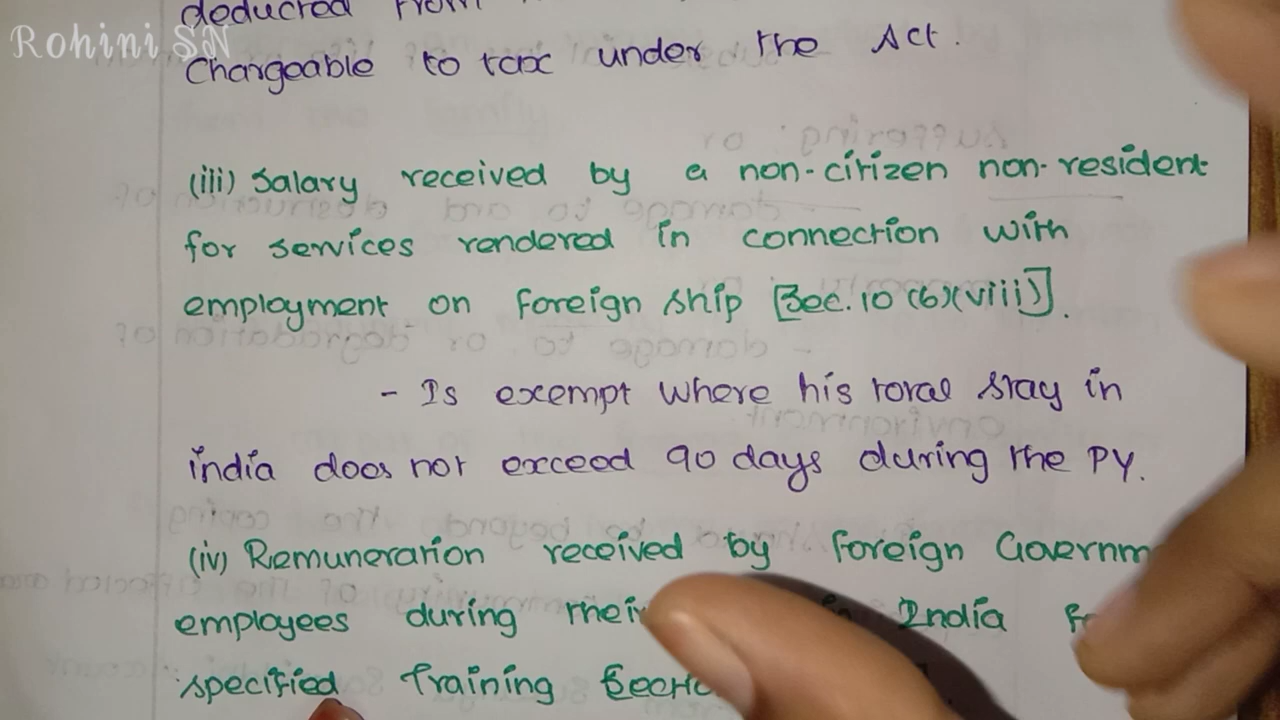 Rohini SN
deducted from
Chargeable to tax under the Act.
(iii) Salary received by a non-citizen non-resident
for services rendered in connection with
employment on foreign ship [Sec. 10 (6)(viii)].
- Is exempt where his total stay in
india does not exceed 90 days during the PY.
(iv) Remuneration received by foreign Governm
employees during their in India
specified Training